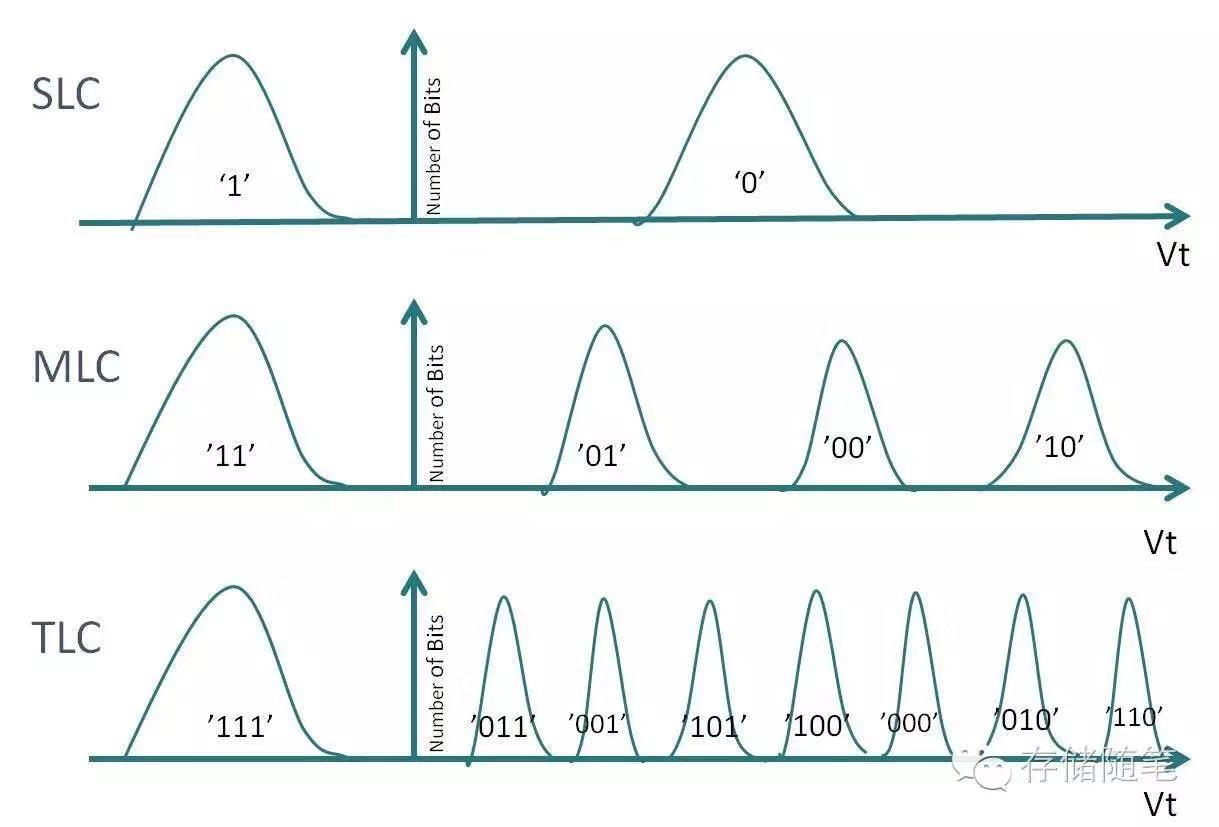 SLC
Number of Bits
‘1’
‘0’
Vt
MLC
Number of Bits
’11’
’01’
’00’
’10’
Vt
TLC
Number of Bits
’111’
’011’
’001’
’101’
’100’
’000’
’010’
’110’
存储随笔
Vt